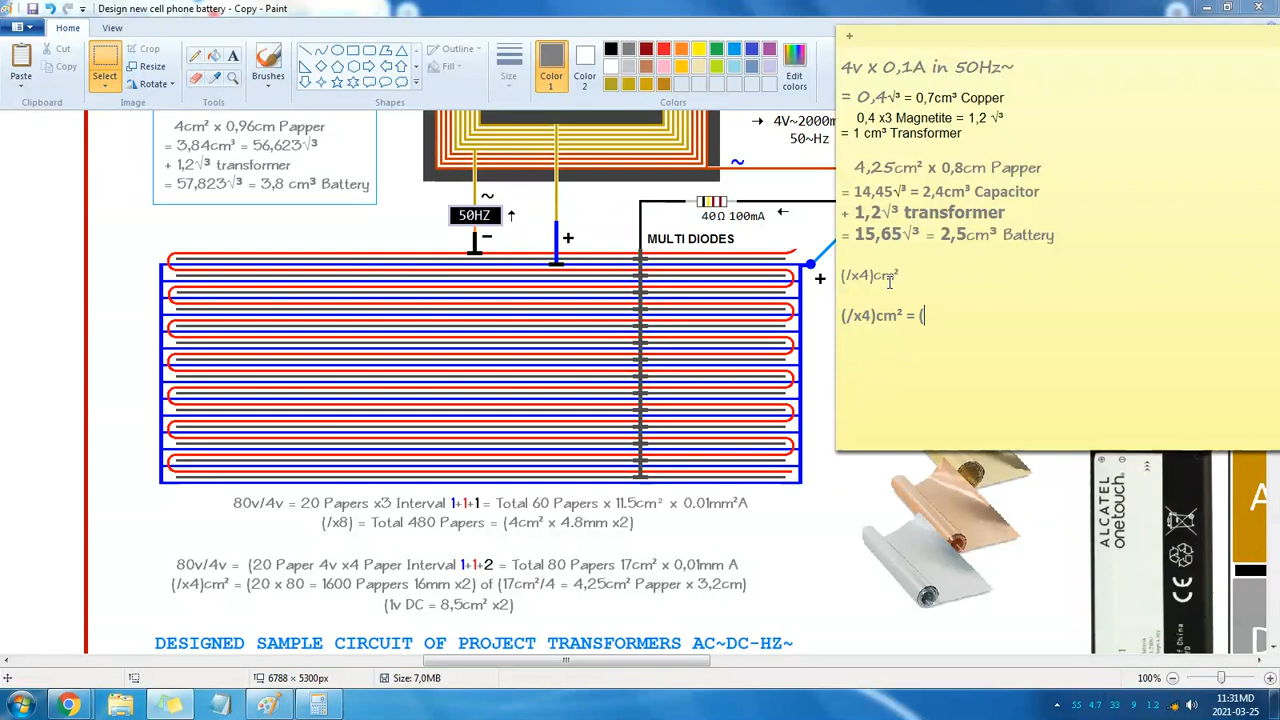 Design new cell phone battery - Copy - Paint
Home
View
Paste
Cut
Copy
Clipboard
Select
Crop
Resize
Rotate
Image
A
Tools
Brushes
Shapes
Outline
Fill
Size
Color
1
Color
2
Edit
colors
Colors
4cm² x 0,96cm Papper
= 3,84cm³ = 56,623√³
+ 1,2√³ transformer
= 57,823√³ = 3,8 cm³ Battery
~
50HZ
−
+
~
→ 4V~2000m
50~Hz
40Ω 100mA
MULTI DIODES
+
+
4v x 0,1A in 50Hz~
= 0,4√³ = 0,7cm³ Copper
0,4 x3 Magnetite = 1,2 √³
= 1 cm³ Transformer
4,25cm² x 0,8cm Papper
= 14,45√³ = 2,4cm³ Capacitor
+ 1,2√³ transformer
= 15,65√³ = 2,5cm³ Battery
(/x4)cm²
(/x4)cm² = (
80v/4v = 20 Papers x3 Interval 1+1+1 = Total 60 Papers x 11.5cm² x 0.01mm²A
(/x8) = Total 480 Papers = (4cm² x 4.8mm x2)
80v/4v = (20 Paper 4v x4 Paper Interval 1+1+2 = Total 80 Papers 17cm² x 0,01mm A
(/x4)cm² = (20 x 80 = 1600 Pappers 16mm x2) of (17cm²/4 = 4,25cm² Papper x 3,2cm)
(1v DC = 8,5cm² x2)
DESIGNED SAMPLE CIRCUIT OF PROJECT TRANSFORMERS AC~DC-HZ~
ALCATEL
onetouch.
CE
A
D
6788 × 5300px
Size: 7,0MB
100%
55 4.7 33 9 1.2
11:31MD
2021-03-25